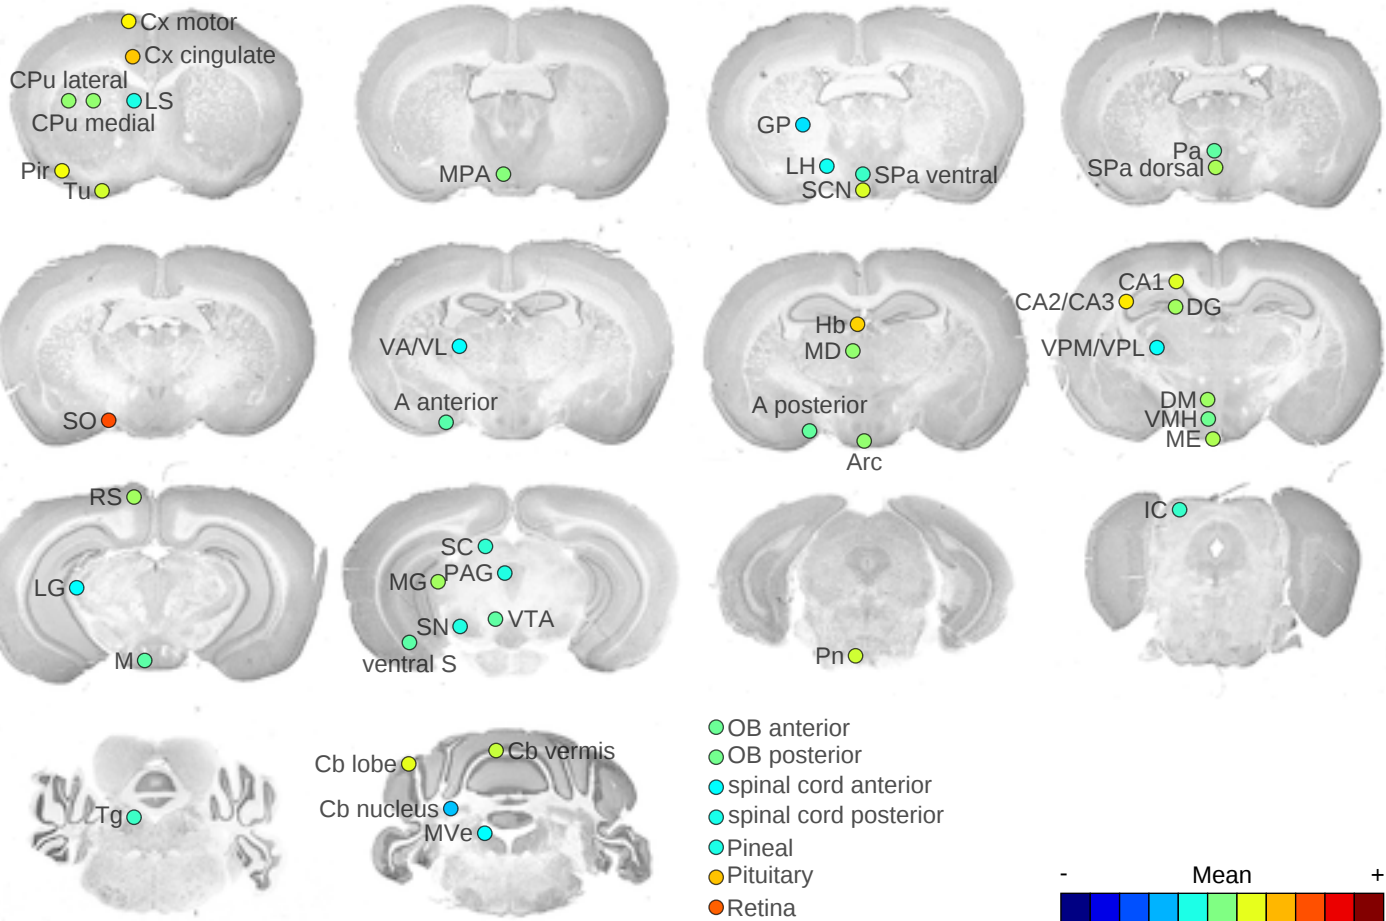 Cx motor
Cx cingulate
CPu lateral
LS
CPu medial
Pir
Tu
MPA
GP
LH
SPa ventral
SCN
Pa
SPa dorsal
SO
VA/VL
A anterior
Hb
MD
A posterior
Arc
CA1
CA2/CA3
DG
VPM/VPL
DM
VMH
ME
RS
LG
M
SC
PAG
MG
SN
VTA
ventral S
Pn
IC
Tg
Cb vermis
Cb lobe
Cb nucleus
MVe
OB anterior
OB posterior
spinal cord anterior
spinal cord posterior
Pineal
Pituitary
Retina
- Mean +